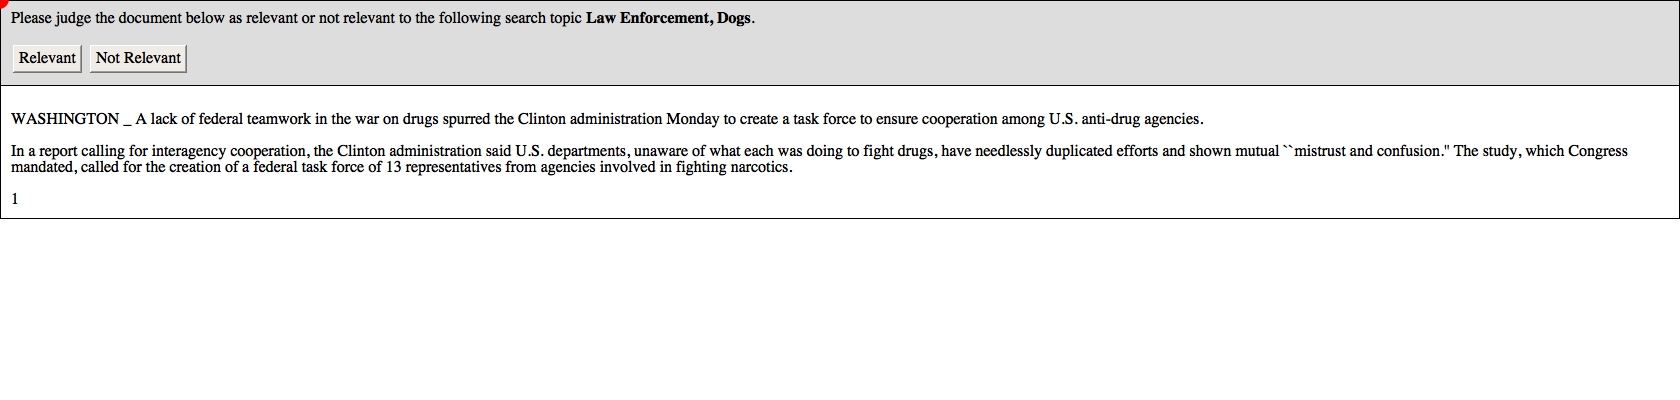 Please judge the document below as relevant or not relevant to the following search topic Law Enforcement, Dogs.
Relevant Not Relevant
WASHINGTON _ A lack of federal teamwork in the war on drugs spurred the Clinton administration Monday to create a task force to ensure cooperation among U.S. anti-drug agencies.
In a report calling for interagency cooperation, the Clinton administration said U.S. departments, unaware of what each was doing to fight drugs, have needlessly duplicated efforts and shown mutual ``mistrust and confusion." The study, which Congress
mandated, called for the creation of a federal task force of 13 representatives from agencies involved in fighting narcotics.
1